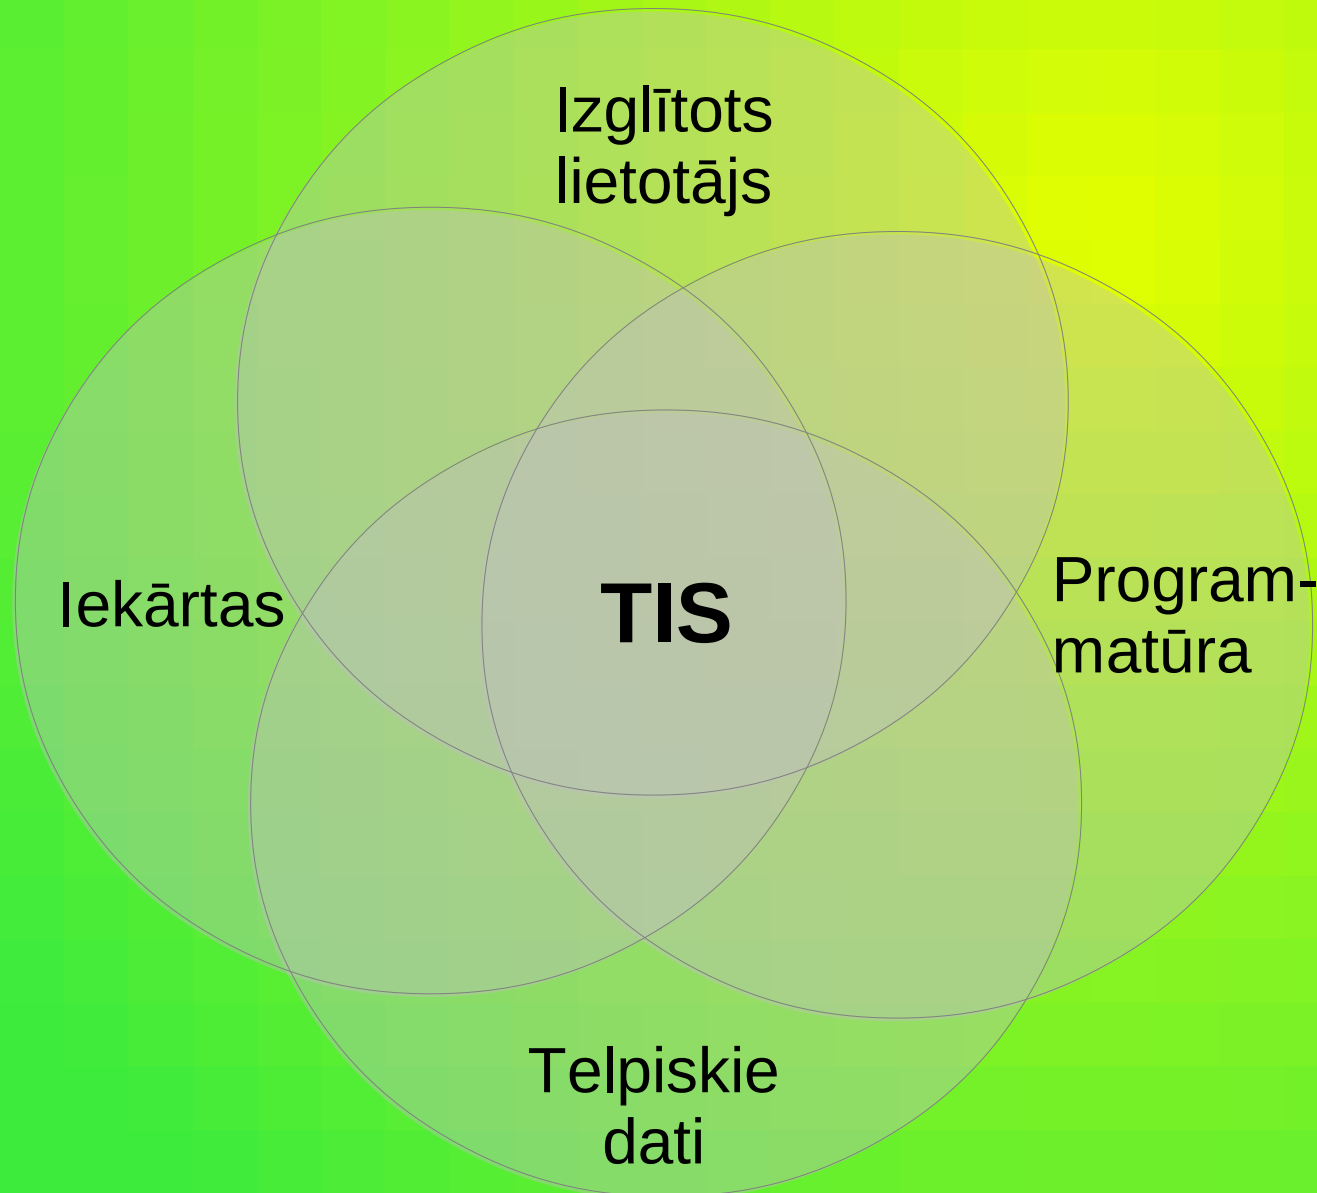 Izglītots
lietotājs
Iekārtas
TIS
Program-
matūra
Telpiskie
dati